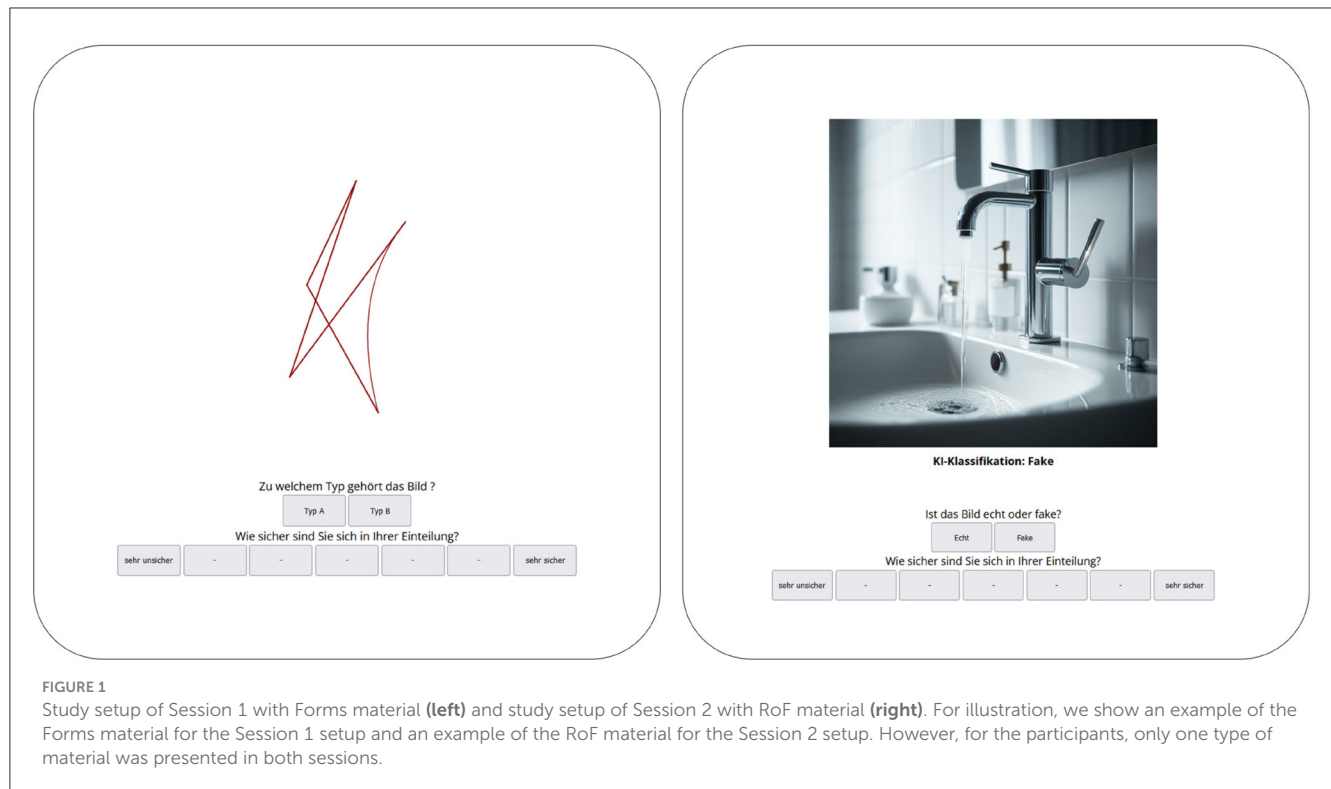 Zu welchem Typ gehört das Bild ?
Typ A
Typ B
Wie sicher sind Sie sich in Ihrer Einteilung?
sehr unsicher - - - - - sehr sicher
KI-Klassifikation: Fake
Ist das Bild echt oder fake?
Echt
Fake
Wie sicher sind Sie sich in Ihrer Einteilung?
sehr unsicher - - - - - sehr sicher
FIGURE 1
Study setup of Session 1 with Forms material (left) and study setup of Session 2 with RoF material (right). For illustration, we show an example of the
Forms material for the Session 1 setup and an example of the RoF material for the Session 2 setup. However, for the participants, only one type of
material was presented in both sessions.